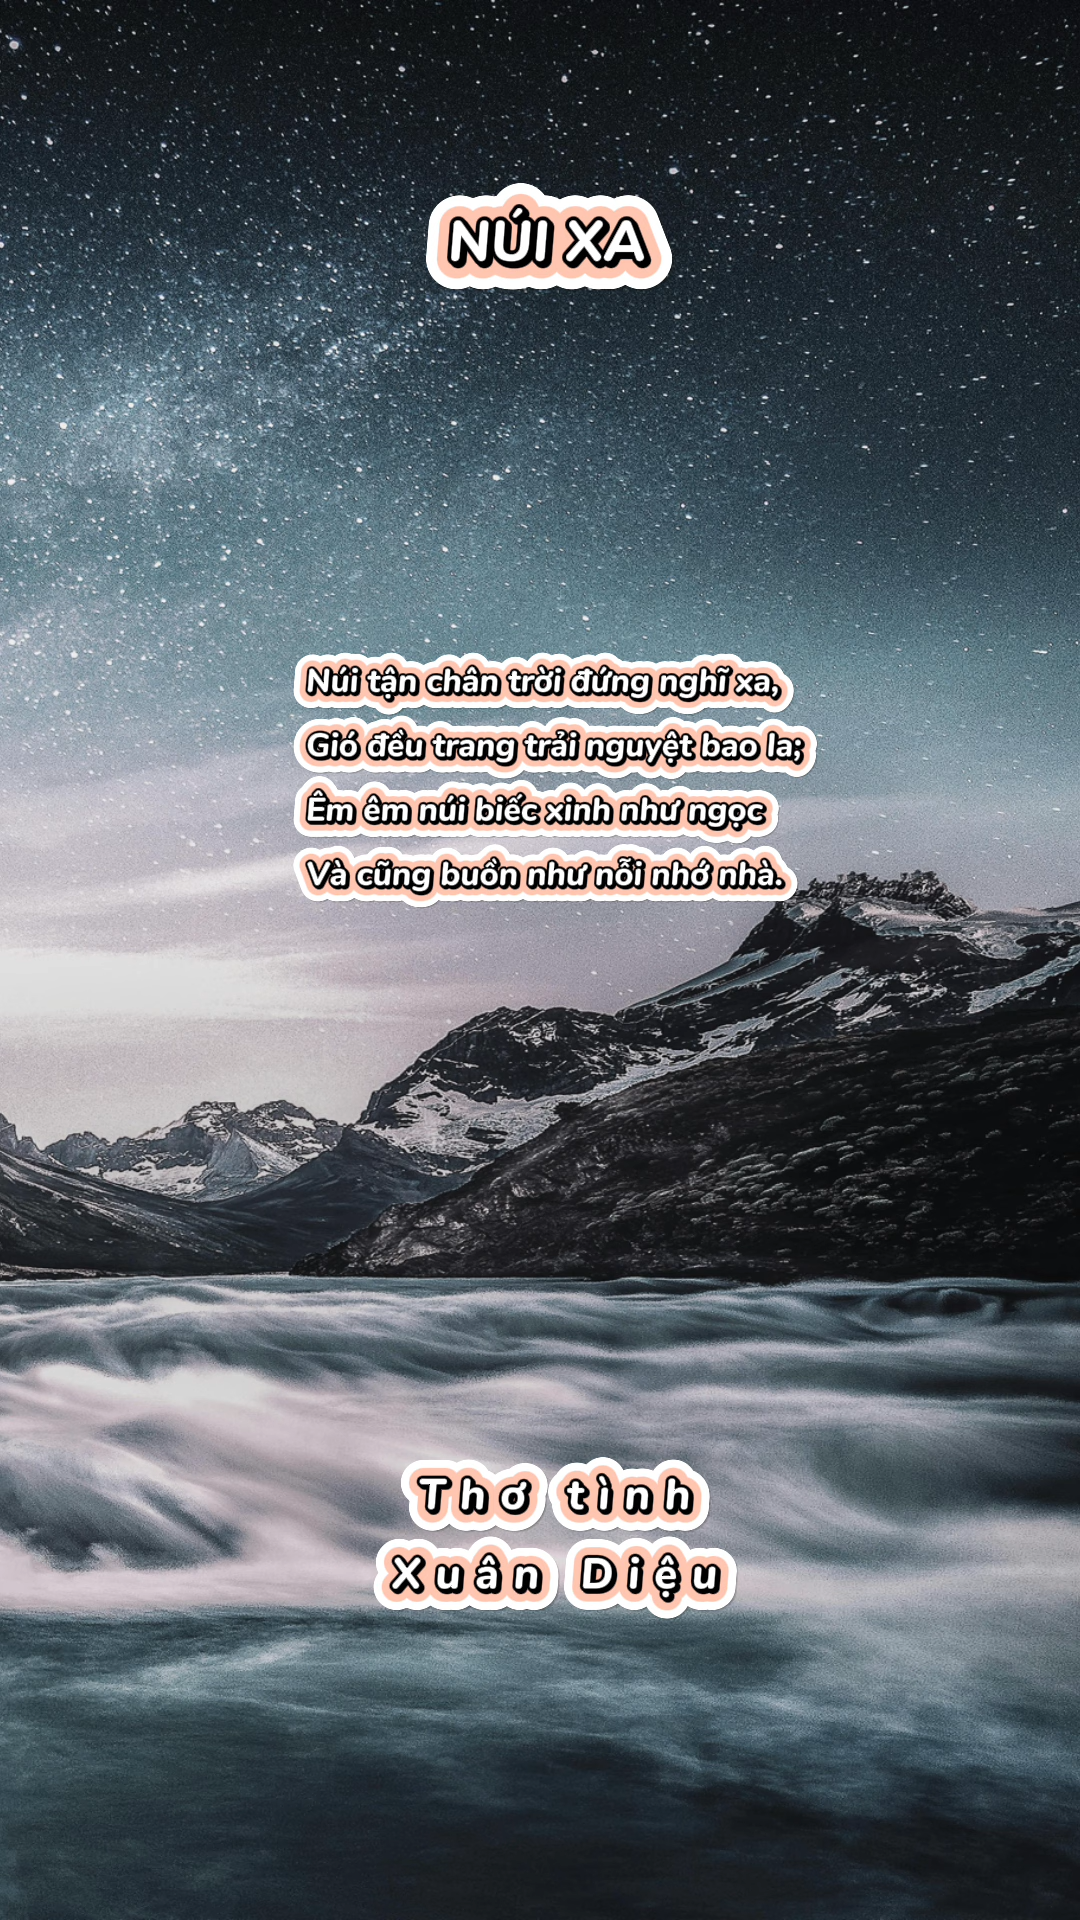 NÚI XA
Núi tận chân trời đứng nghĩ xa,
Gió đều trang trải nguyệt bao la;
Êm êm núi biếc xinh như ngọc
Và cũng buồn như nỗi nhớ nhà.
Thơ tình
Xuân Diệu